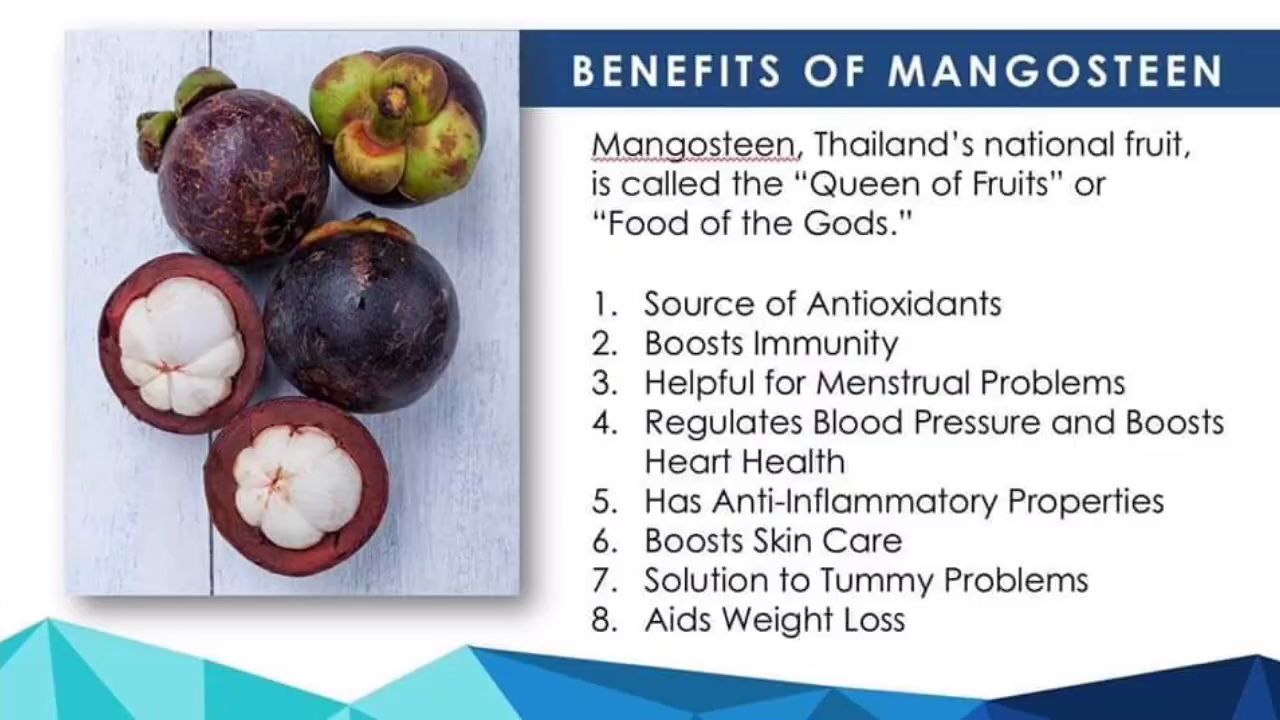 BENEFITS OF MANGOSTEEN
Mangosteen, Thailand’s national fruit,
is called the “Queen of Fruits” or
“Food of the Gods.”
1. Source of Antioxidants
2. Boosts Immunity
3. Helpful for Menstrual Problems
4. Regulates Blood Pressure and Boosts
Heart Health
5. Has Anti-Inflammatory Properties
6. Boosts Skin Care
7. Solution to Tummy Problems
8. Aids Weight Loss